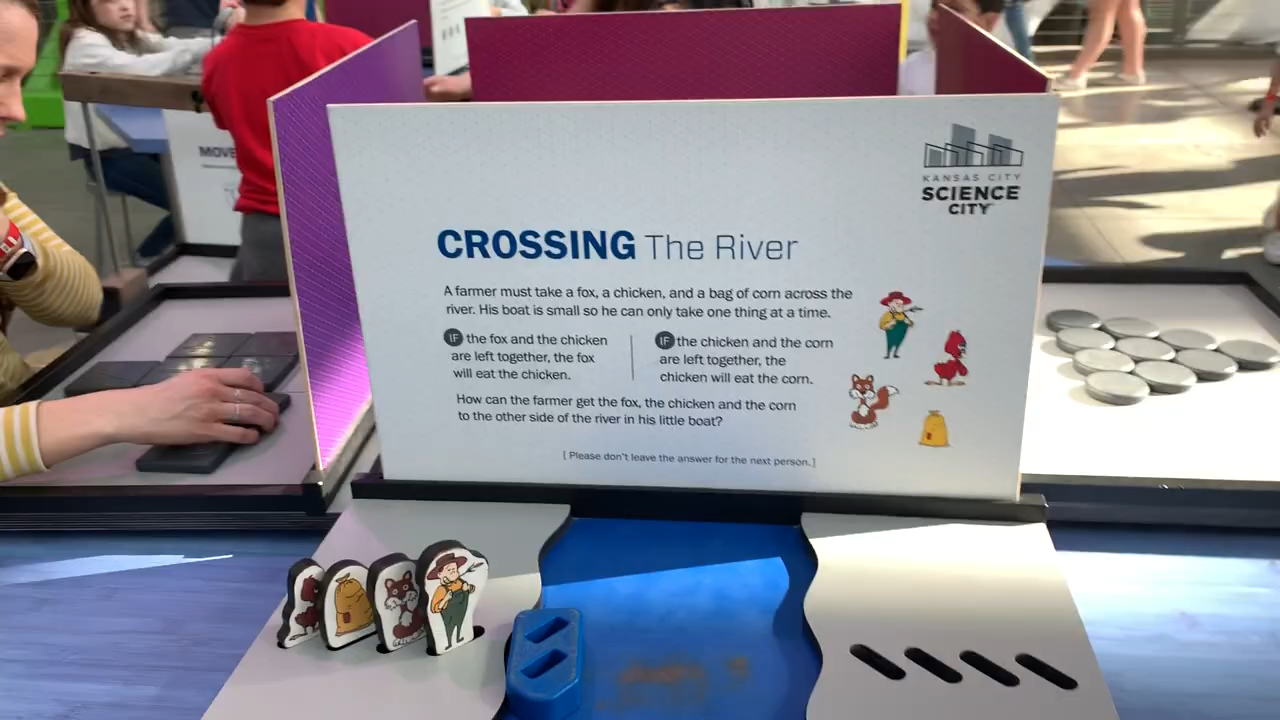 MOVE
KANSAS CITY
SCIENCE
CITY
CROSSING The River
A farmer must take a fox, a chicken, and a bag of corn across the
river. His boat is small so he can only take one thing at a time.
IF the fox and the chicken
are left together, the fox
will eat the chicken.
IF the chicken and the corn
are left together, the
chicken will eat the corn.
How can the farmer get the fox, the chicken and the corn
to the other side of the river in his little boat?
[ Please don't leave the answer for the next person.]